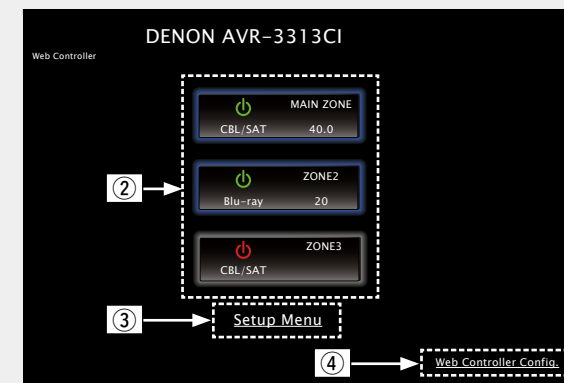 DENON AVR-3313CI
Web Controller
MAIN ZONE
CBL/SAT 40.0
② ZONE2
Blu-ray 20
ZONE3
CBL/SAT
③ Setup Menu
④ Web Controller Config.